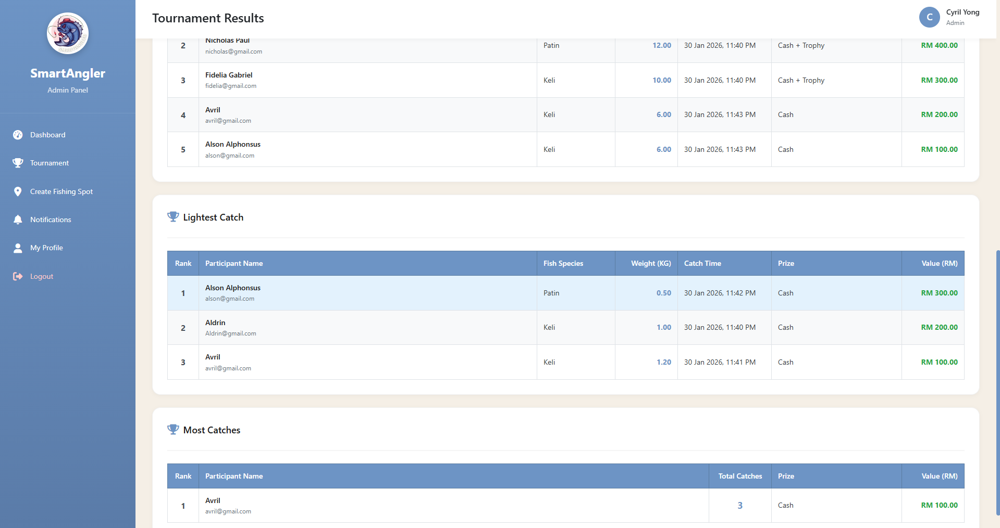 SmartAngler
Admin Panel
Dashboard
Tournament
Create Fishing Spot
Notifications
My Profile
Logout
Tournament Results
C
Cyril Yong
Admin
2 Nicholas Paul Patin 12.00 30 Jan 2026, 11:40 PM Cash + Trophy RM 400.00
nicholas@gmail.com
3 Fidelia Gabriel Keli 10.00 30 Jan 2026, 11:40 PM Cash + Trophy RM 300.00
fidelia@gmail.com
4 Avril Keli 6.00 30 Jan 2026, 11:43 PM Cash RM 200.00
avril@gmail.com
5 Alson Alphonsus Keli 6.00 30 Jan 2026, 11:43 PM Cash RM 100.00
alson@gmail.com
Lightest Catch
Rank Participant Name Fish Species Weight (KG) Catch Time Prize Value (RM)
1 Alson Alphonsus Patin 0.50 30 Jan 2026, 11:42 PM Cash RM 300.00
alson@gmail.com
2 Aldrin Keli 1.00 30 Jan 2026, 11:40 PM Cash RM 200.00
Aldrin@gmail.com
3 Avril Keli 1.20 30 Jan 2026, 11:41 PM Cash RM 100.00
avril@gmail.com
Most Catches
Rank Participant Name Total Catches Prize Value (RM)
1 Avril 3 Cash RM 100.00
avril@gmail.com